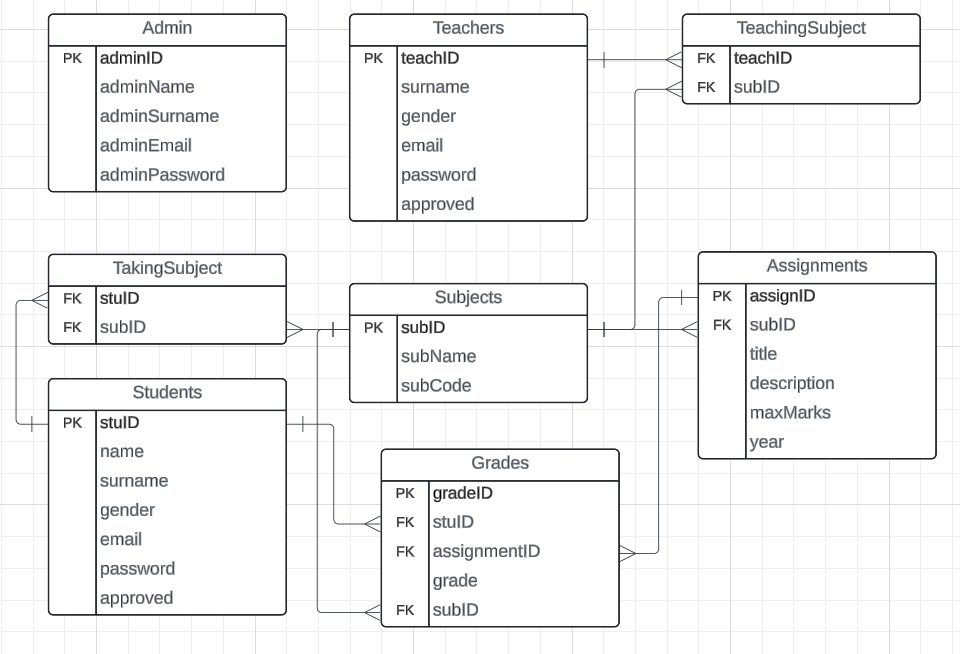 Admin
PK adminID
adminName
adminSurname
adminEmail
adminPassword
Teachers
PK teachID
surname
gender
email
password
approved
TeachingSubject
FK teachID
FK subID
TakingSubject
FK stuID
FK subID
Subjects
PK subID
subName
subCode
Assignments
PK assignID
FK subID
title
description
maxMarks
year
Students
PK stuID
name
surname
gender
email
password
approved
Grades
PK gradeID
FK stuID
FK assignmentID
grade
FK subID